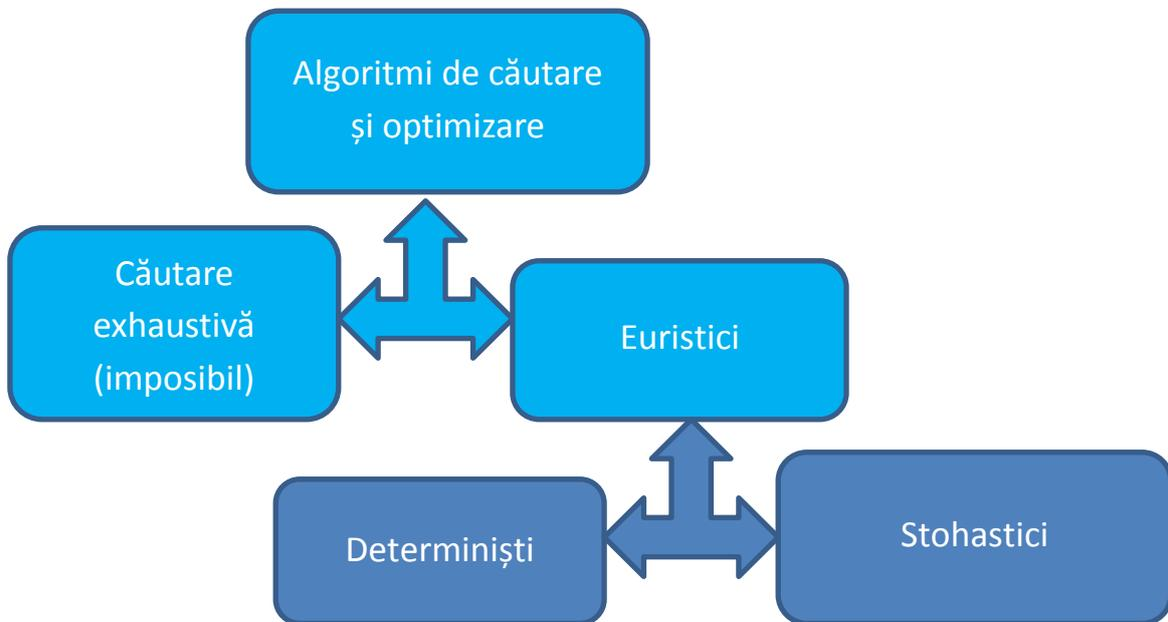 Algoritmi de căutare
și optimizare
Căutare
exhaustivă
(imposibil)
Euristici
Determiniști
Stohastici